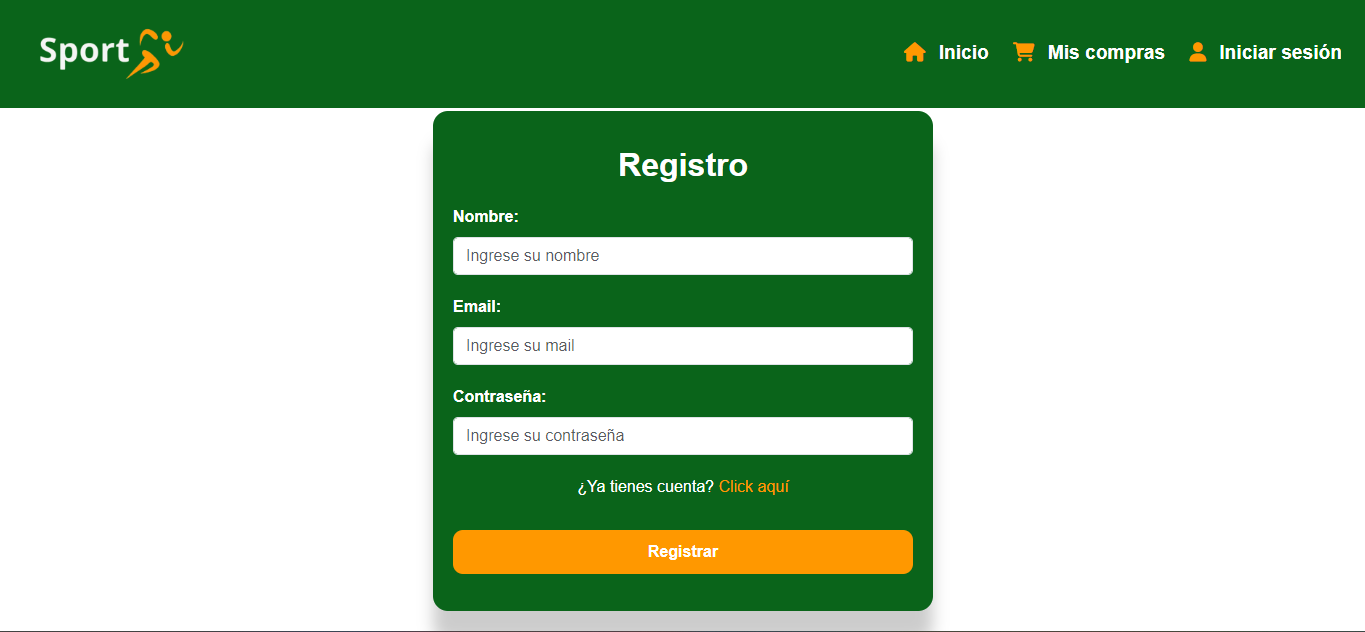 Sport
Inicio
Mis compras
Iniciar sesión
Registro
Nombre:
Ingrese su nombre
Email:
Ingrese su mail
Contraseña:
Ingrese su contraseña
¿Ya tienes cuenta? Click aquí
Registrar